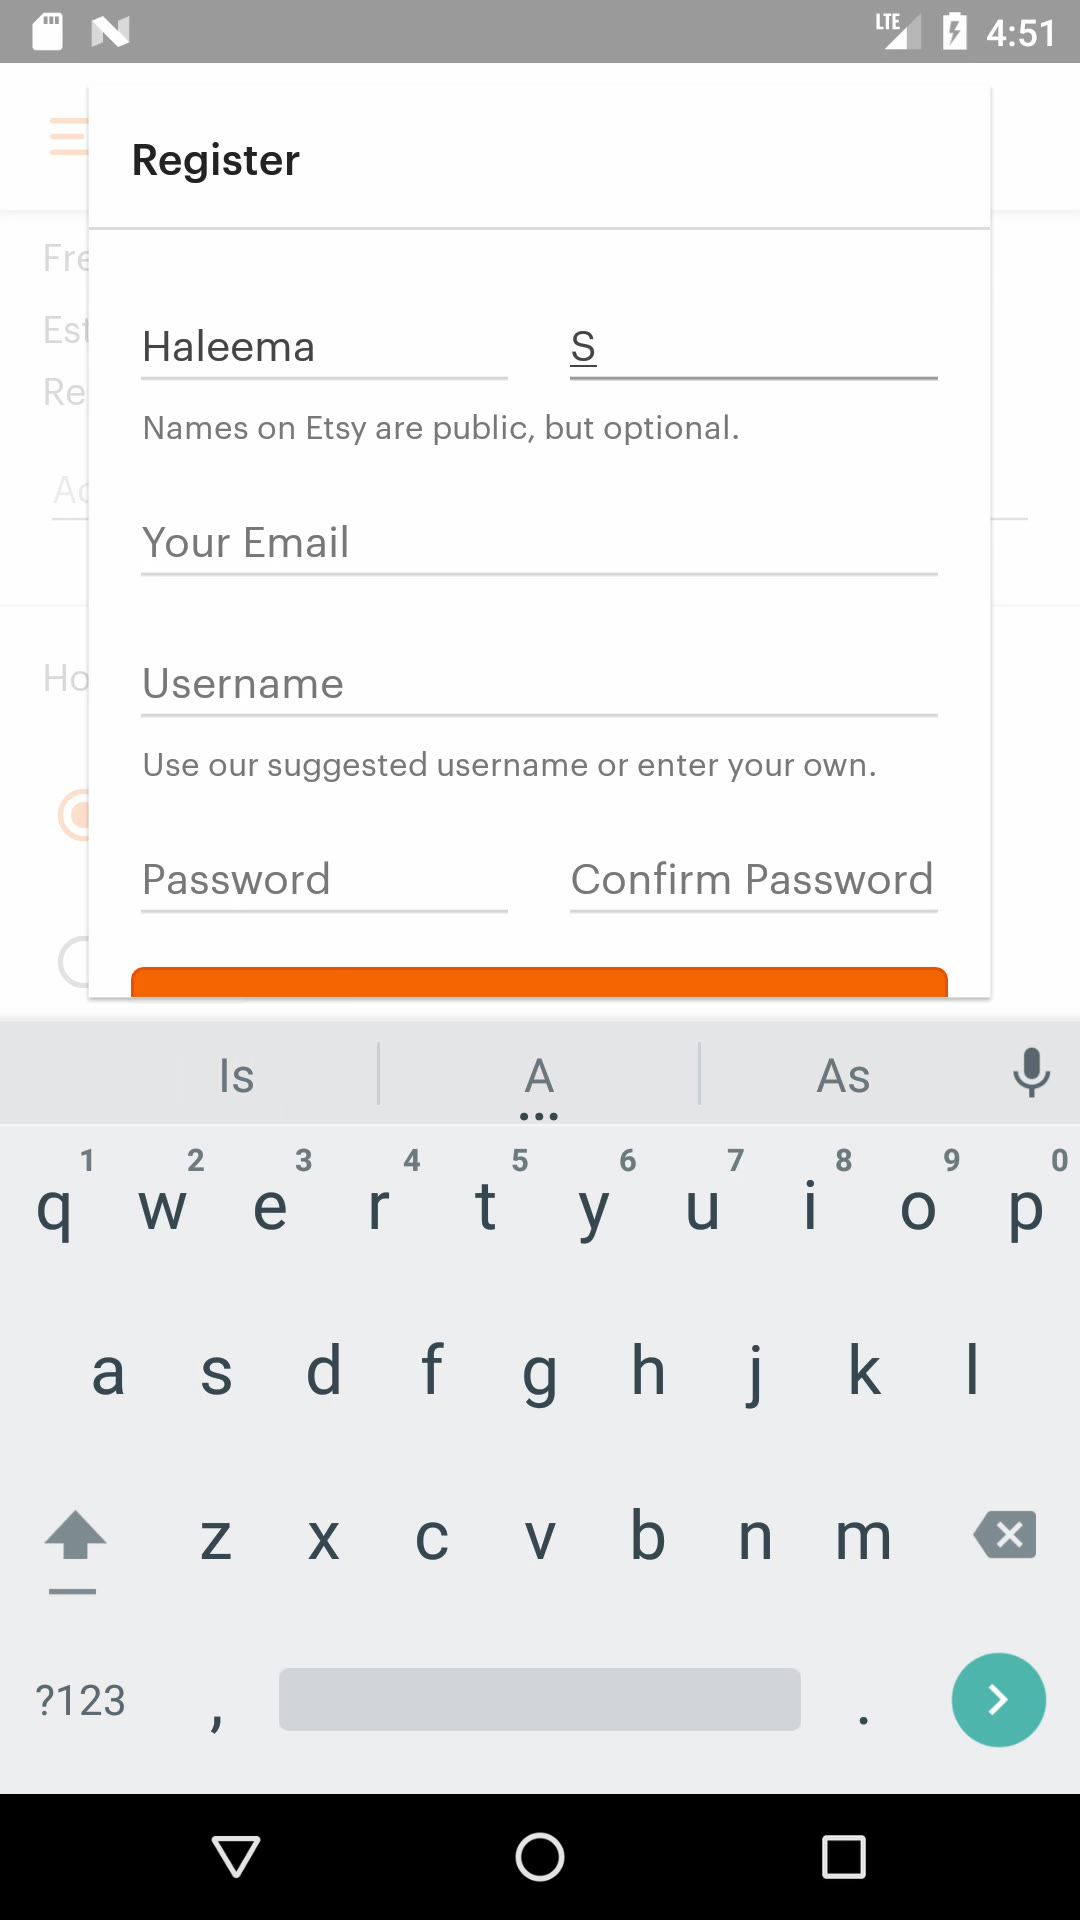 LTE 4:51
Register
Fre
Est
Re
Ad
Ho
Haleema S
Names on Etsy are public, but optional.
Your Email
Username
Use our suggested username or enter your own.
Password Confirm Password
Is A As
1 2 3 4 5 6 7 8 9 0
q w e r t y u i o p
a s d f g h j k l
z x c v b n m
?123 , .